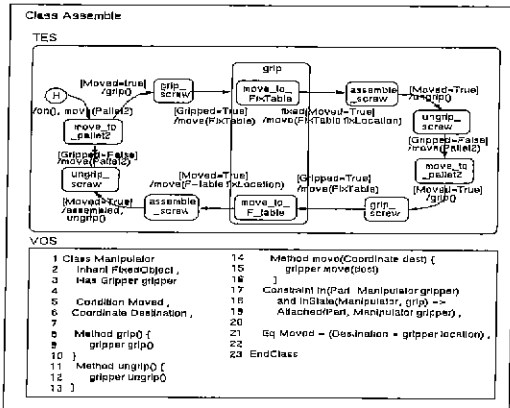 Class Assemble
TES
grip
[Moved=true]
/grip()
grip_
screw
move_to_
FixTable
assemble
_screw
[Moved=True]
/ungrip()
H
/on(), move(Pallet2)
[Gripped=True]
/move(FixTable)
fixed[Moved=True]
/move(FixTable fixLocation)
ungrip_
screw
move_to
_pallet2
[Gripped=False]
/move(Pallet2)
[Gripped=False]
/move(Pallet2)
move_to
_pallet2
ungrip_
screw
[Moved=True]
/move(F-table fixLocation)
[Gripped=True]
/move(FixTable)
[Moved=True]
/grip()
[Moved=True]
/assembled,
ungrip()
assemble
_screw
move_to_
F_table
grip_
screw
VOS
1 Class Manipulator
2 Inherit FixedObject,
3 Has Gripper gripper
4
5 Condition Moved,
6 Coordinate Destination,
7
8 Method grip() {
9 gripper grip()
10 }
11 Method ungrip() {
12 gripper ungrip()
13 }
14 Method move(Coordinate dest) {
15 gripper move(dest)
16 }
17 Constraint In(Part, Manipulator gripper)
18 and InState(Manipulator, grip) ->
19 Attached(Part, Manipulator gripper),
20
21 Eq Moved = (Destination = gripper location),
22
23 EndClass